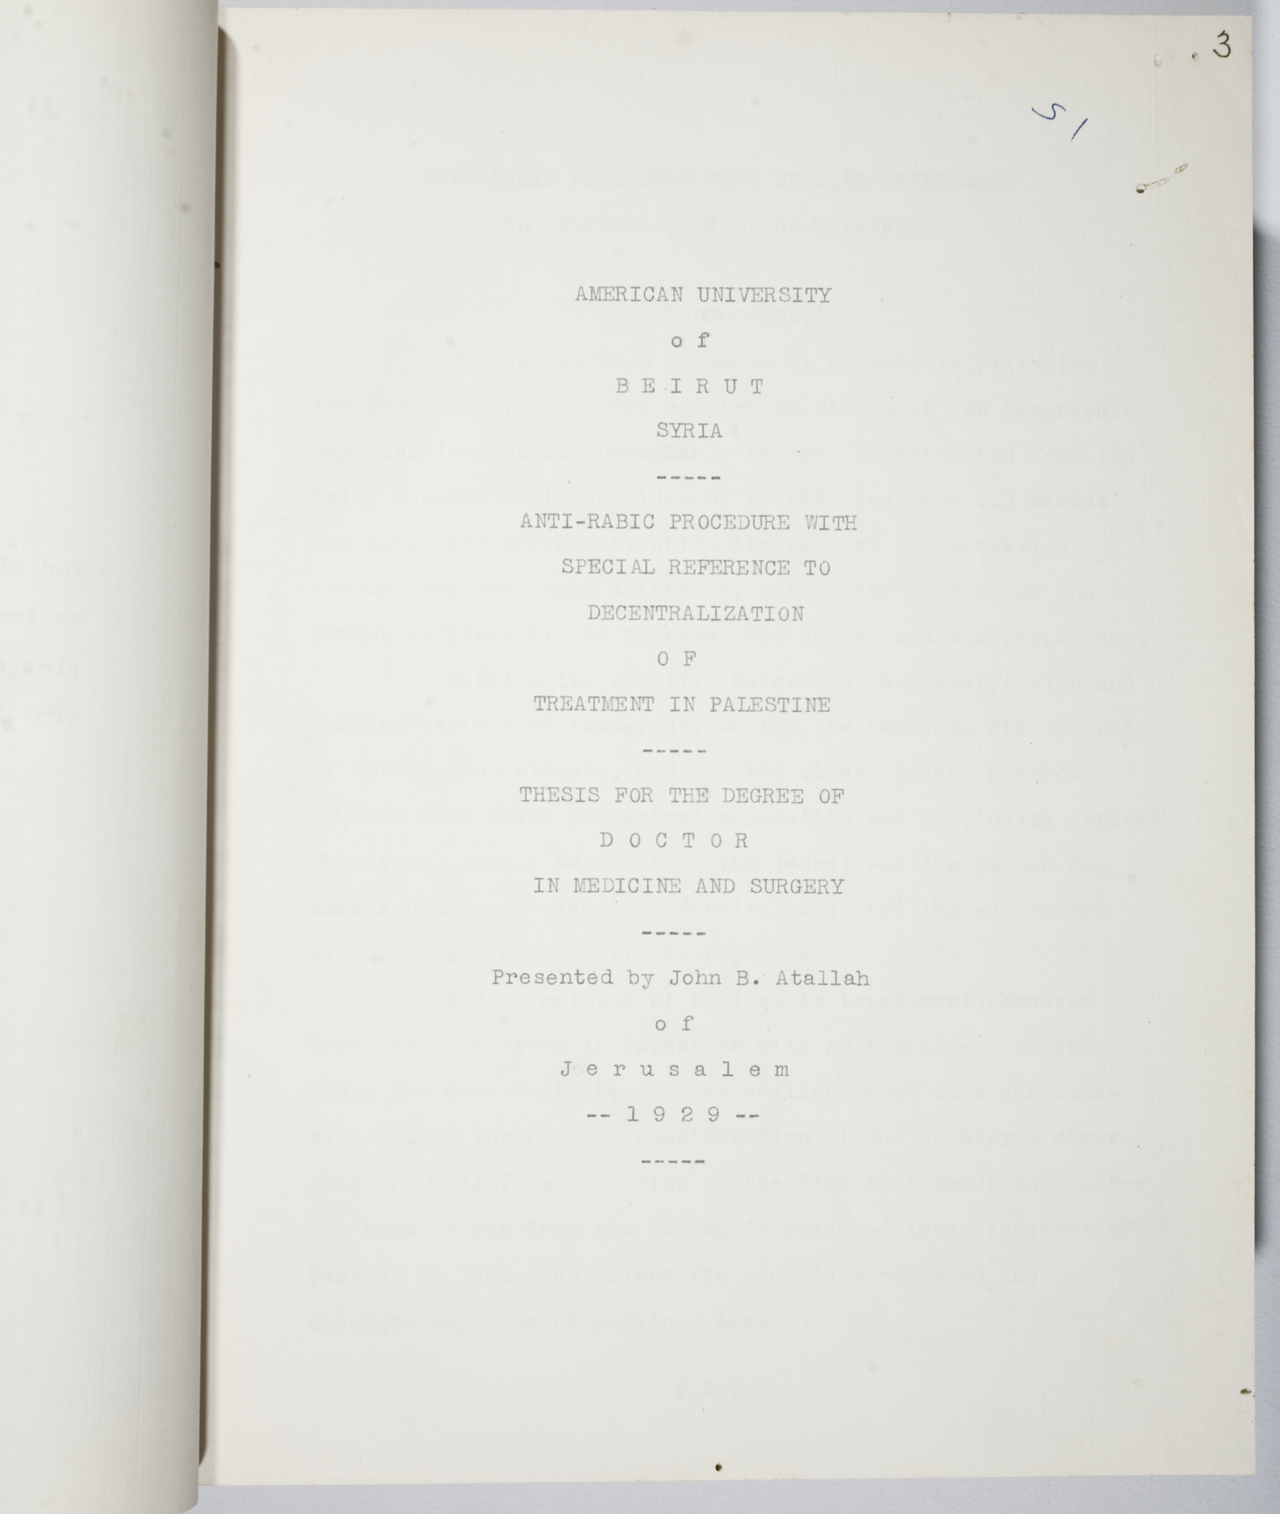 3
51
AMERICAN UNIVERSITY
o f
B E I R U T
SYRIA
-----
ANTI-RABIC PROCEDURE WITH
SPECIAL REFERENCE TO
DECENTRALIZATION
O F
TREATMENT IN PALESTINE
-----
THESIS FOR THE DEGREE OF
D O C T O R
IN MEDICINE AND SURGERY
-----
Presented by John B. Atallah
o f
J e r u s a l e m
-- 1 9 2 9 --
-----